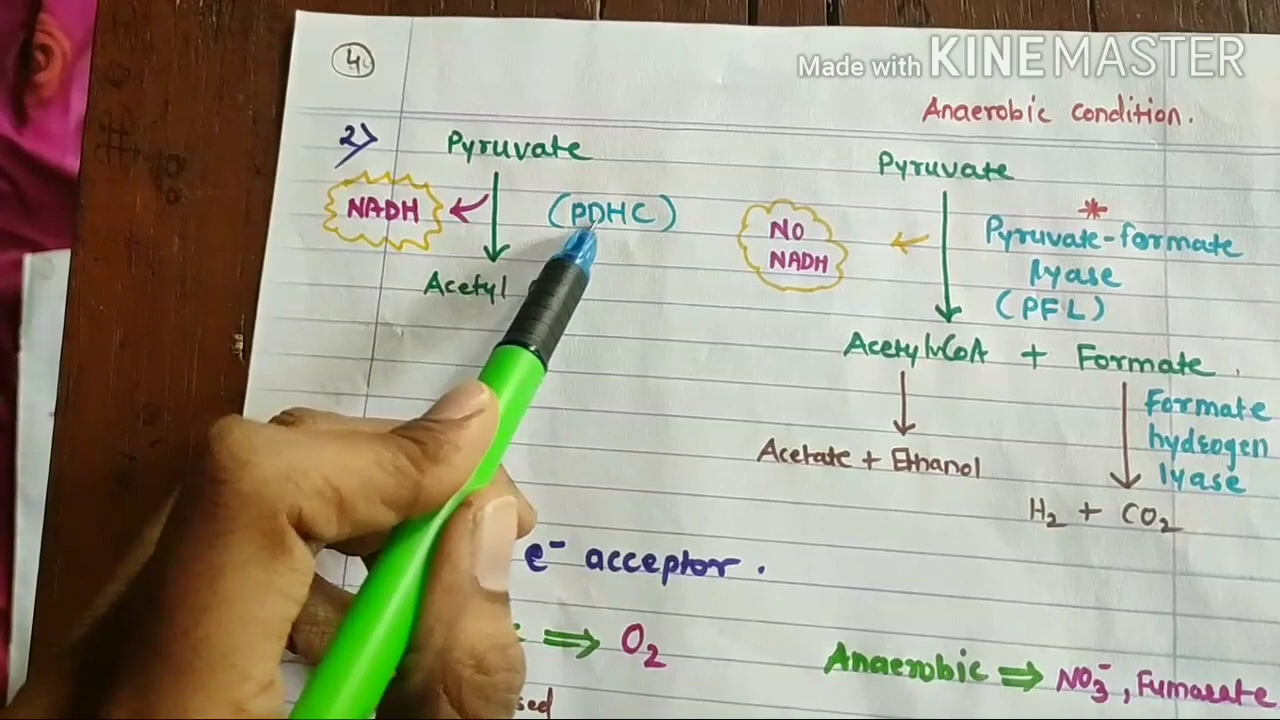 Made with KINEMASTER
4
Anaerobic condition.
2) Pyruvate
NADH
(PDHC)
Acetyl
Pyruvate
NO
NADH
*
Pyruvate-formate
lyase
(PFL)
Acetyl CoA + Formate.
Formate
hydrogen
lyase
Acetate + Ethanol
H2 + CO2
e⁻ acceptor.
⇒ O2
Anaerobic ⇒ NO3⁻, Fumarate